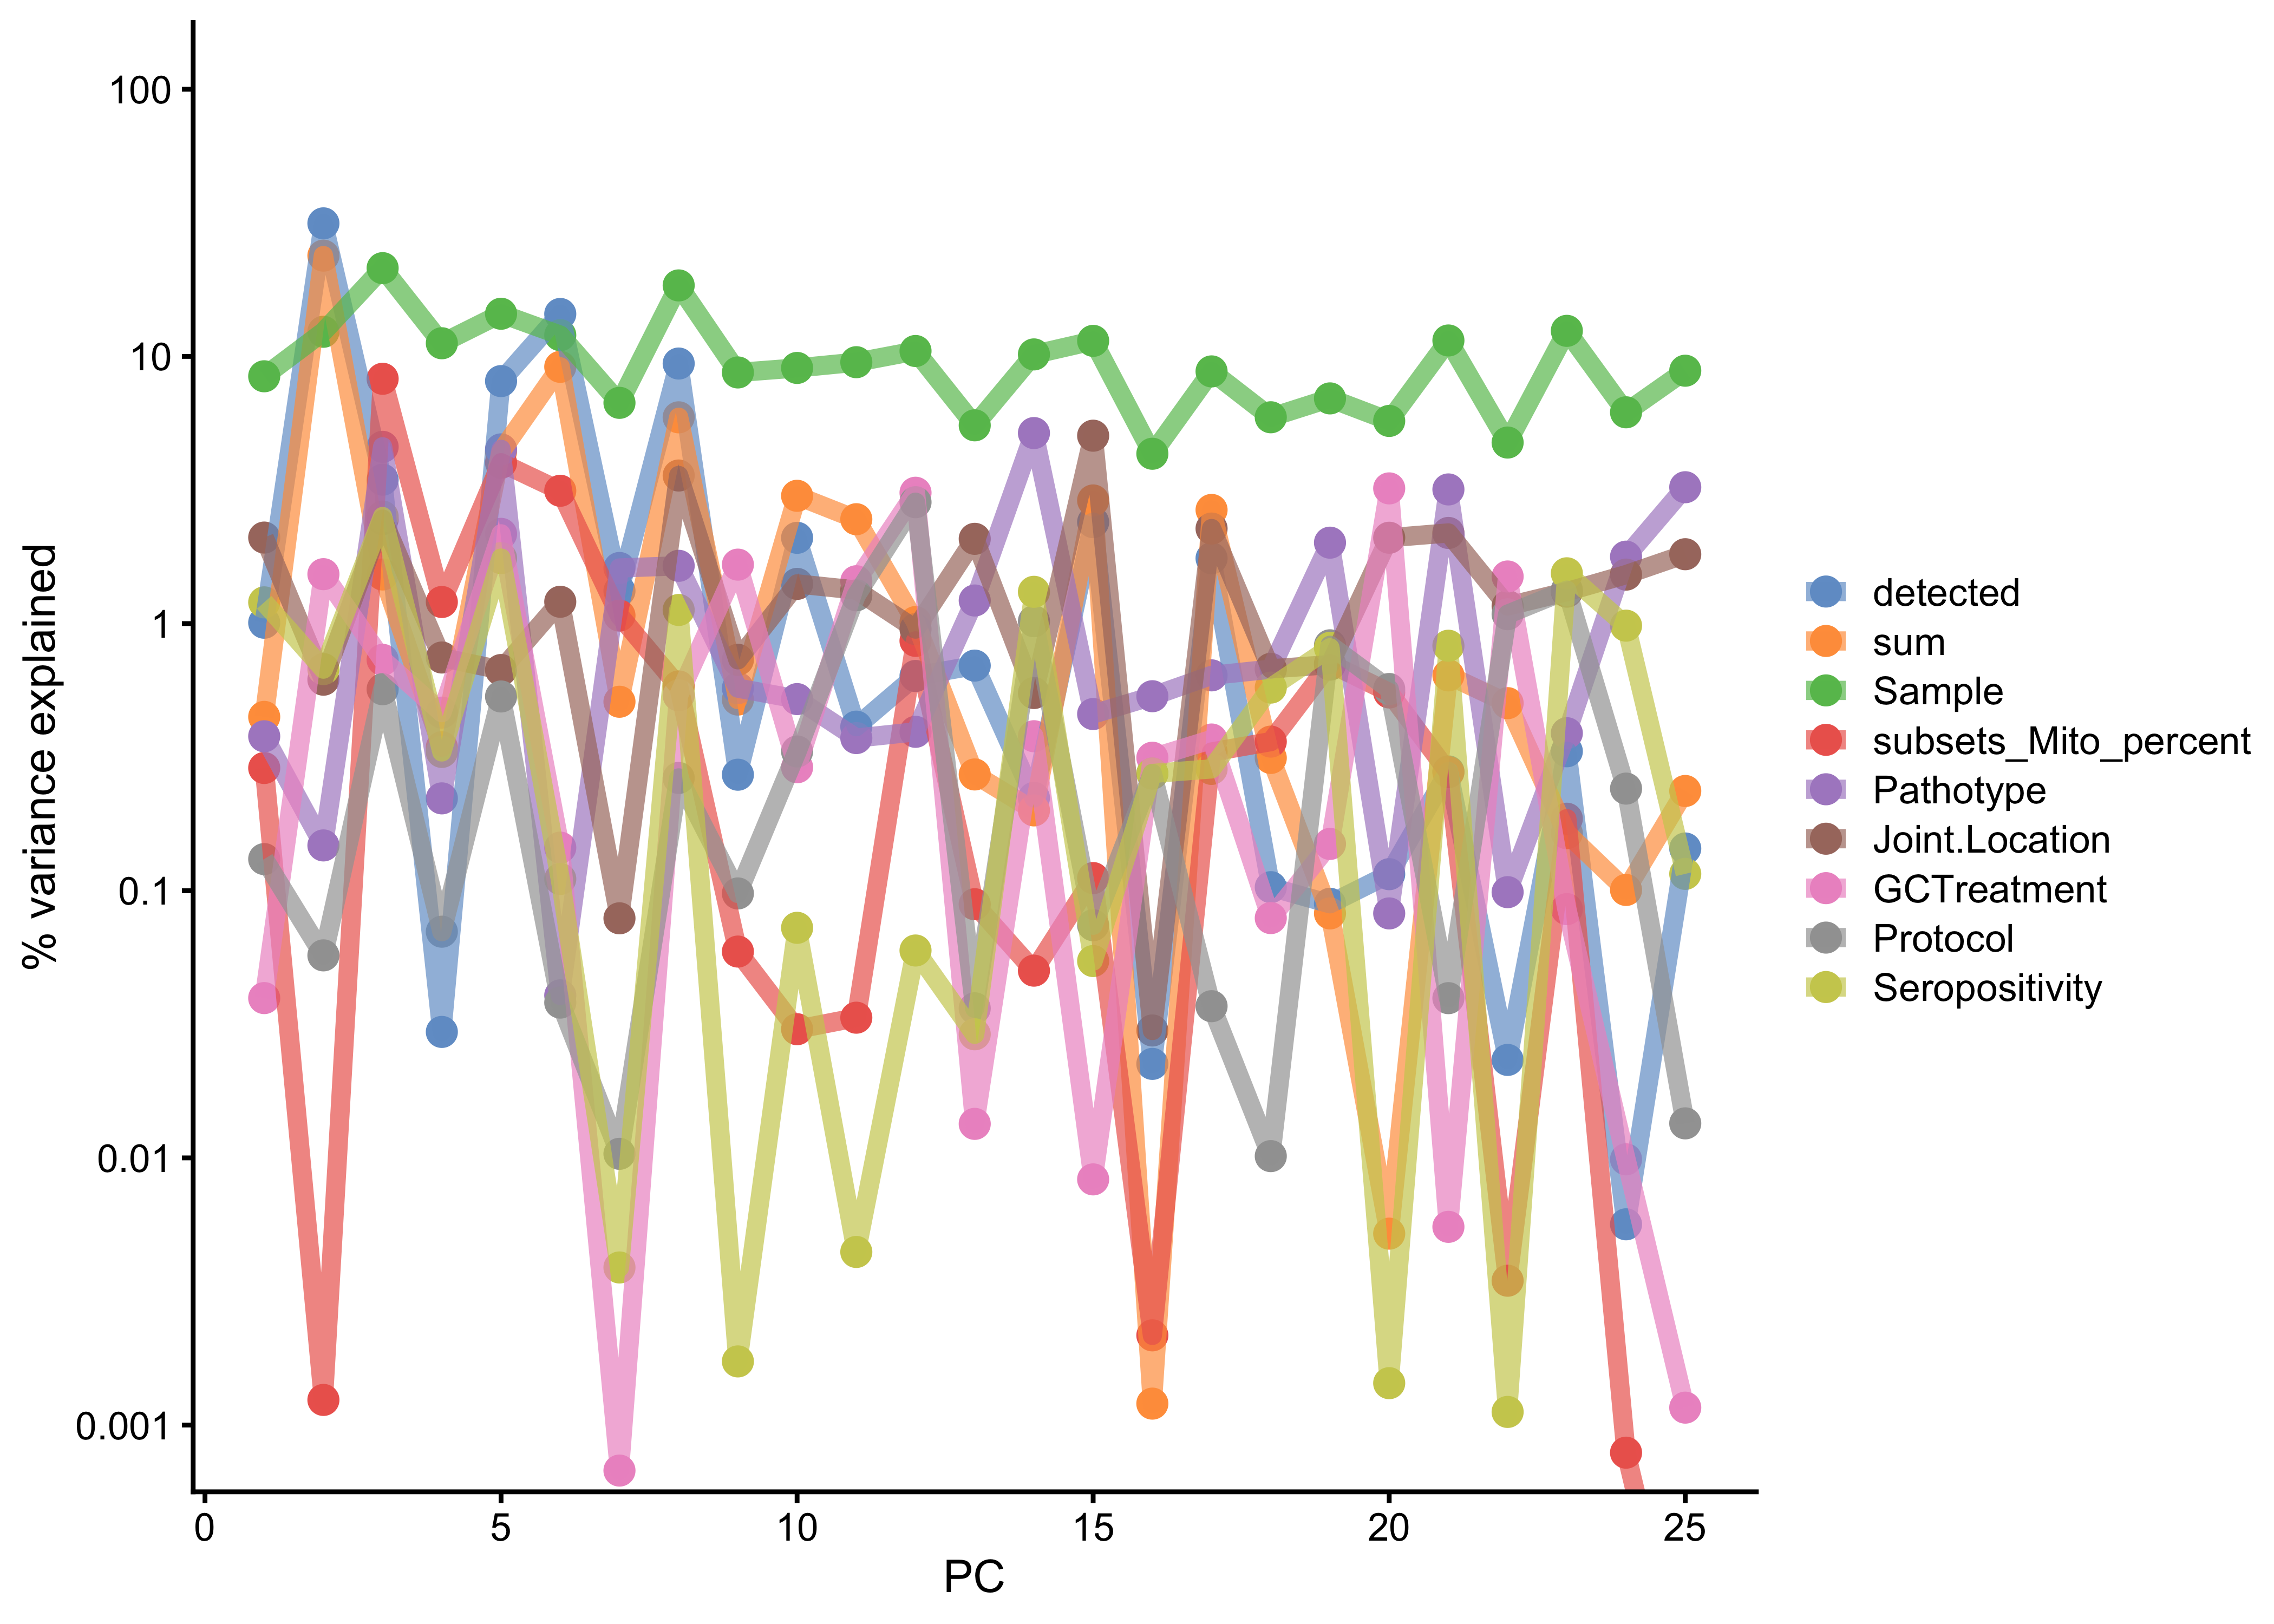 % variance explained
100
10
1
0.1
0.01
0.001
0
5
10
15
20
25
PC
detected
sum
Sample
subsets_Mito_percent
Pathotype
Joint.Location
GCTreatment
Protocol
Seropositivity